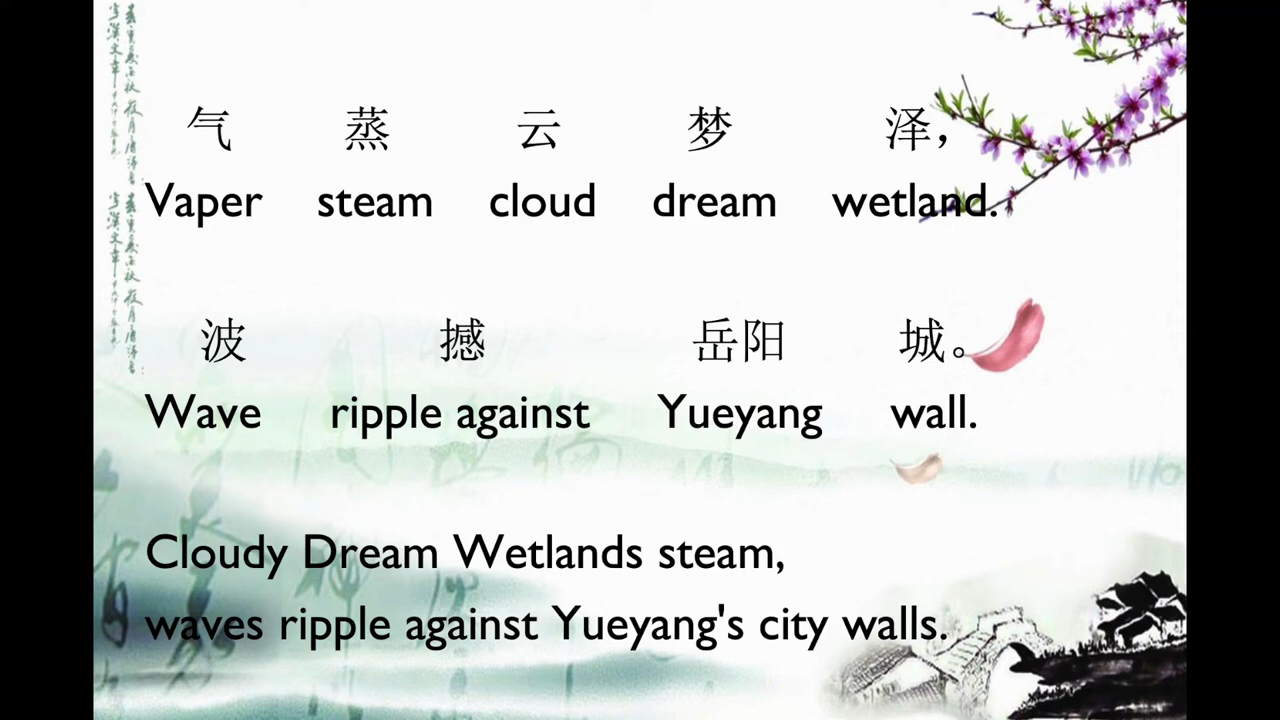 气 蒸 云 梦 泽，
Vaper steam cloud dream wetland.
波 撼 岳阳 城。
Wave ripple against Yueyang wall.
Cloudy Dream Wetlands steam,
waves ripple against Yueyang's city walls.